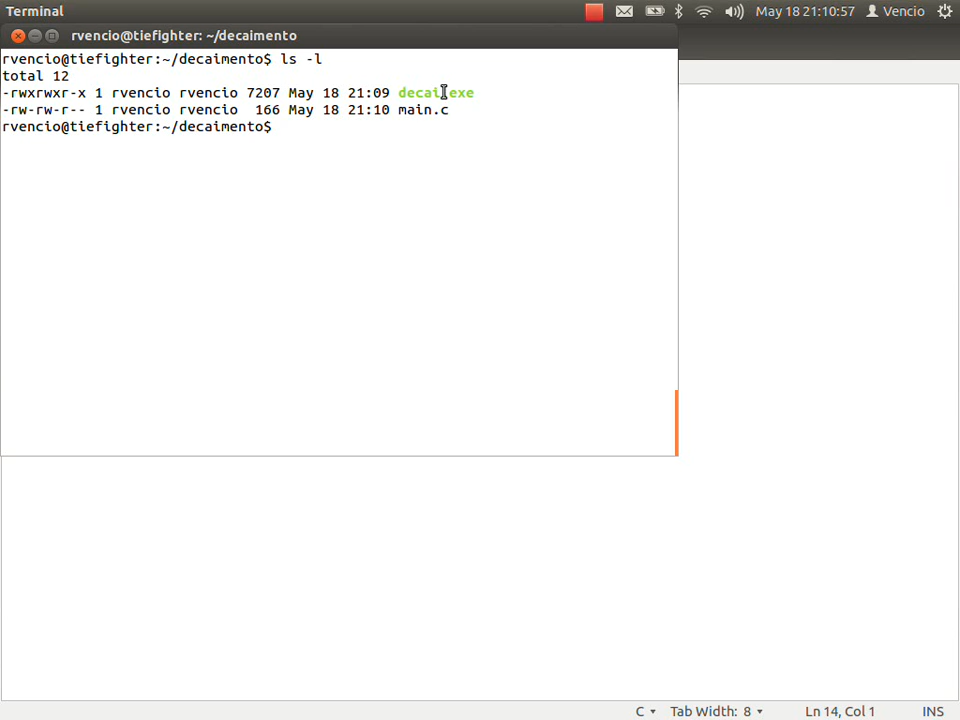 Terminal
May 18 21:10:57 Vencio
rvencio@tiefighter: ~/decaimento
rvencio@tiefighter:~/decaimento$ ls -l
total 12
-rwxrwxr-x 1 rvencio rvencio 7207 May 18 21:09 decai.exe
-rw-rw-r-- 1 rvencio rvencio 166 May 18 21:10 main.c
rvencio@tiefighter:~/decaimento$
C Tab Width: 8 Ln 14, Col 1 INS